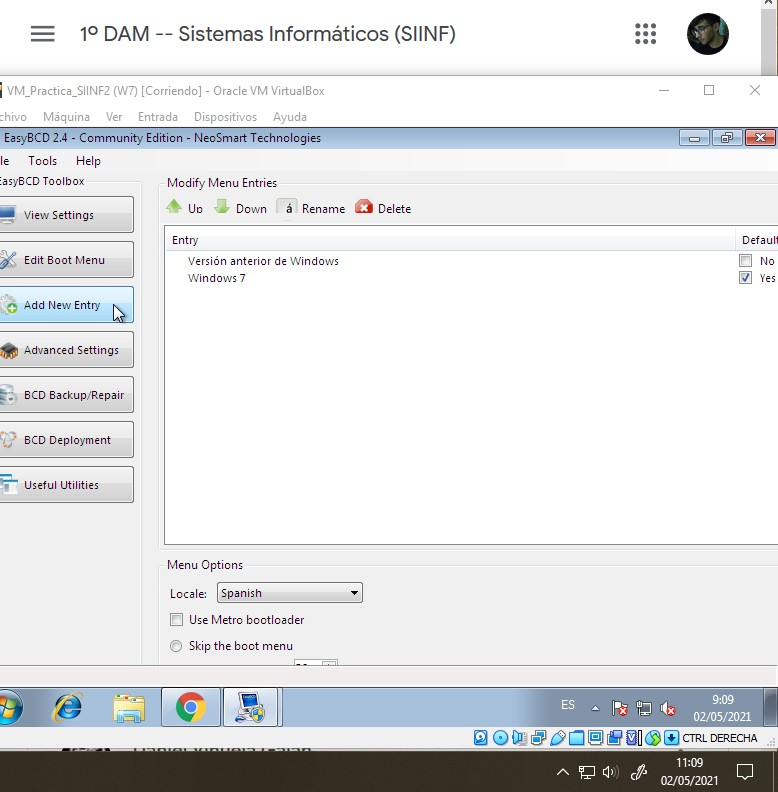 1º DAM -- Sistemas Informáticos (SIINF)
VM_Practica_SIINF2 (W7) [Corriendo] - Oracle VM VirtualBox
chivo Máquina Ver Entrada Dispositivos Ayuda
EasyBCD 2.4 - Community Edition - NeoSmart Technologies
le Tools Help
EasyBCD Toolbox
View Settings
Edit Boot Menu
Add New Entry
Advanced Settings
BCD Backup/Repair
BCD Deployment
Useful Utilities
Modify Menu Entries
Up Down á Rename Delete
Entry Default
Versión anterior de Windows No
Windows 7 Yes
Menu Options
Locale: Spanish
Use Metro bootloader
Skip the boot menu
ES
9:09
02/05/2021
CTRL DERECHA
11:09
02/05/2021